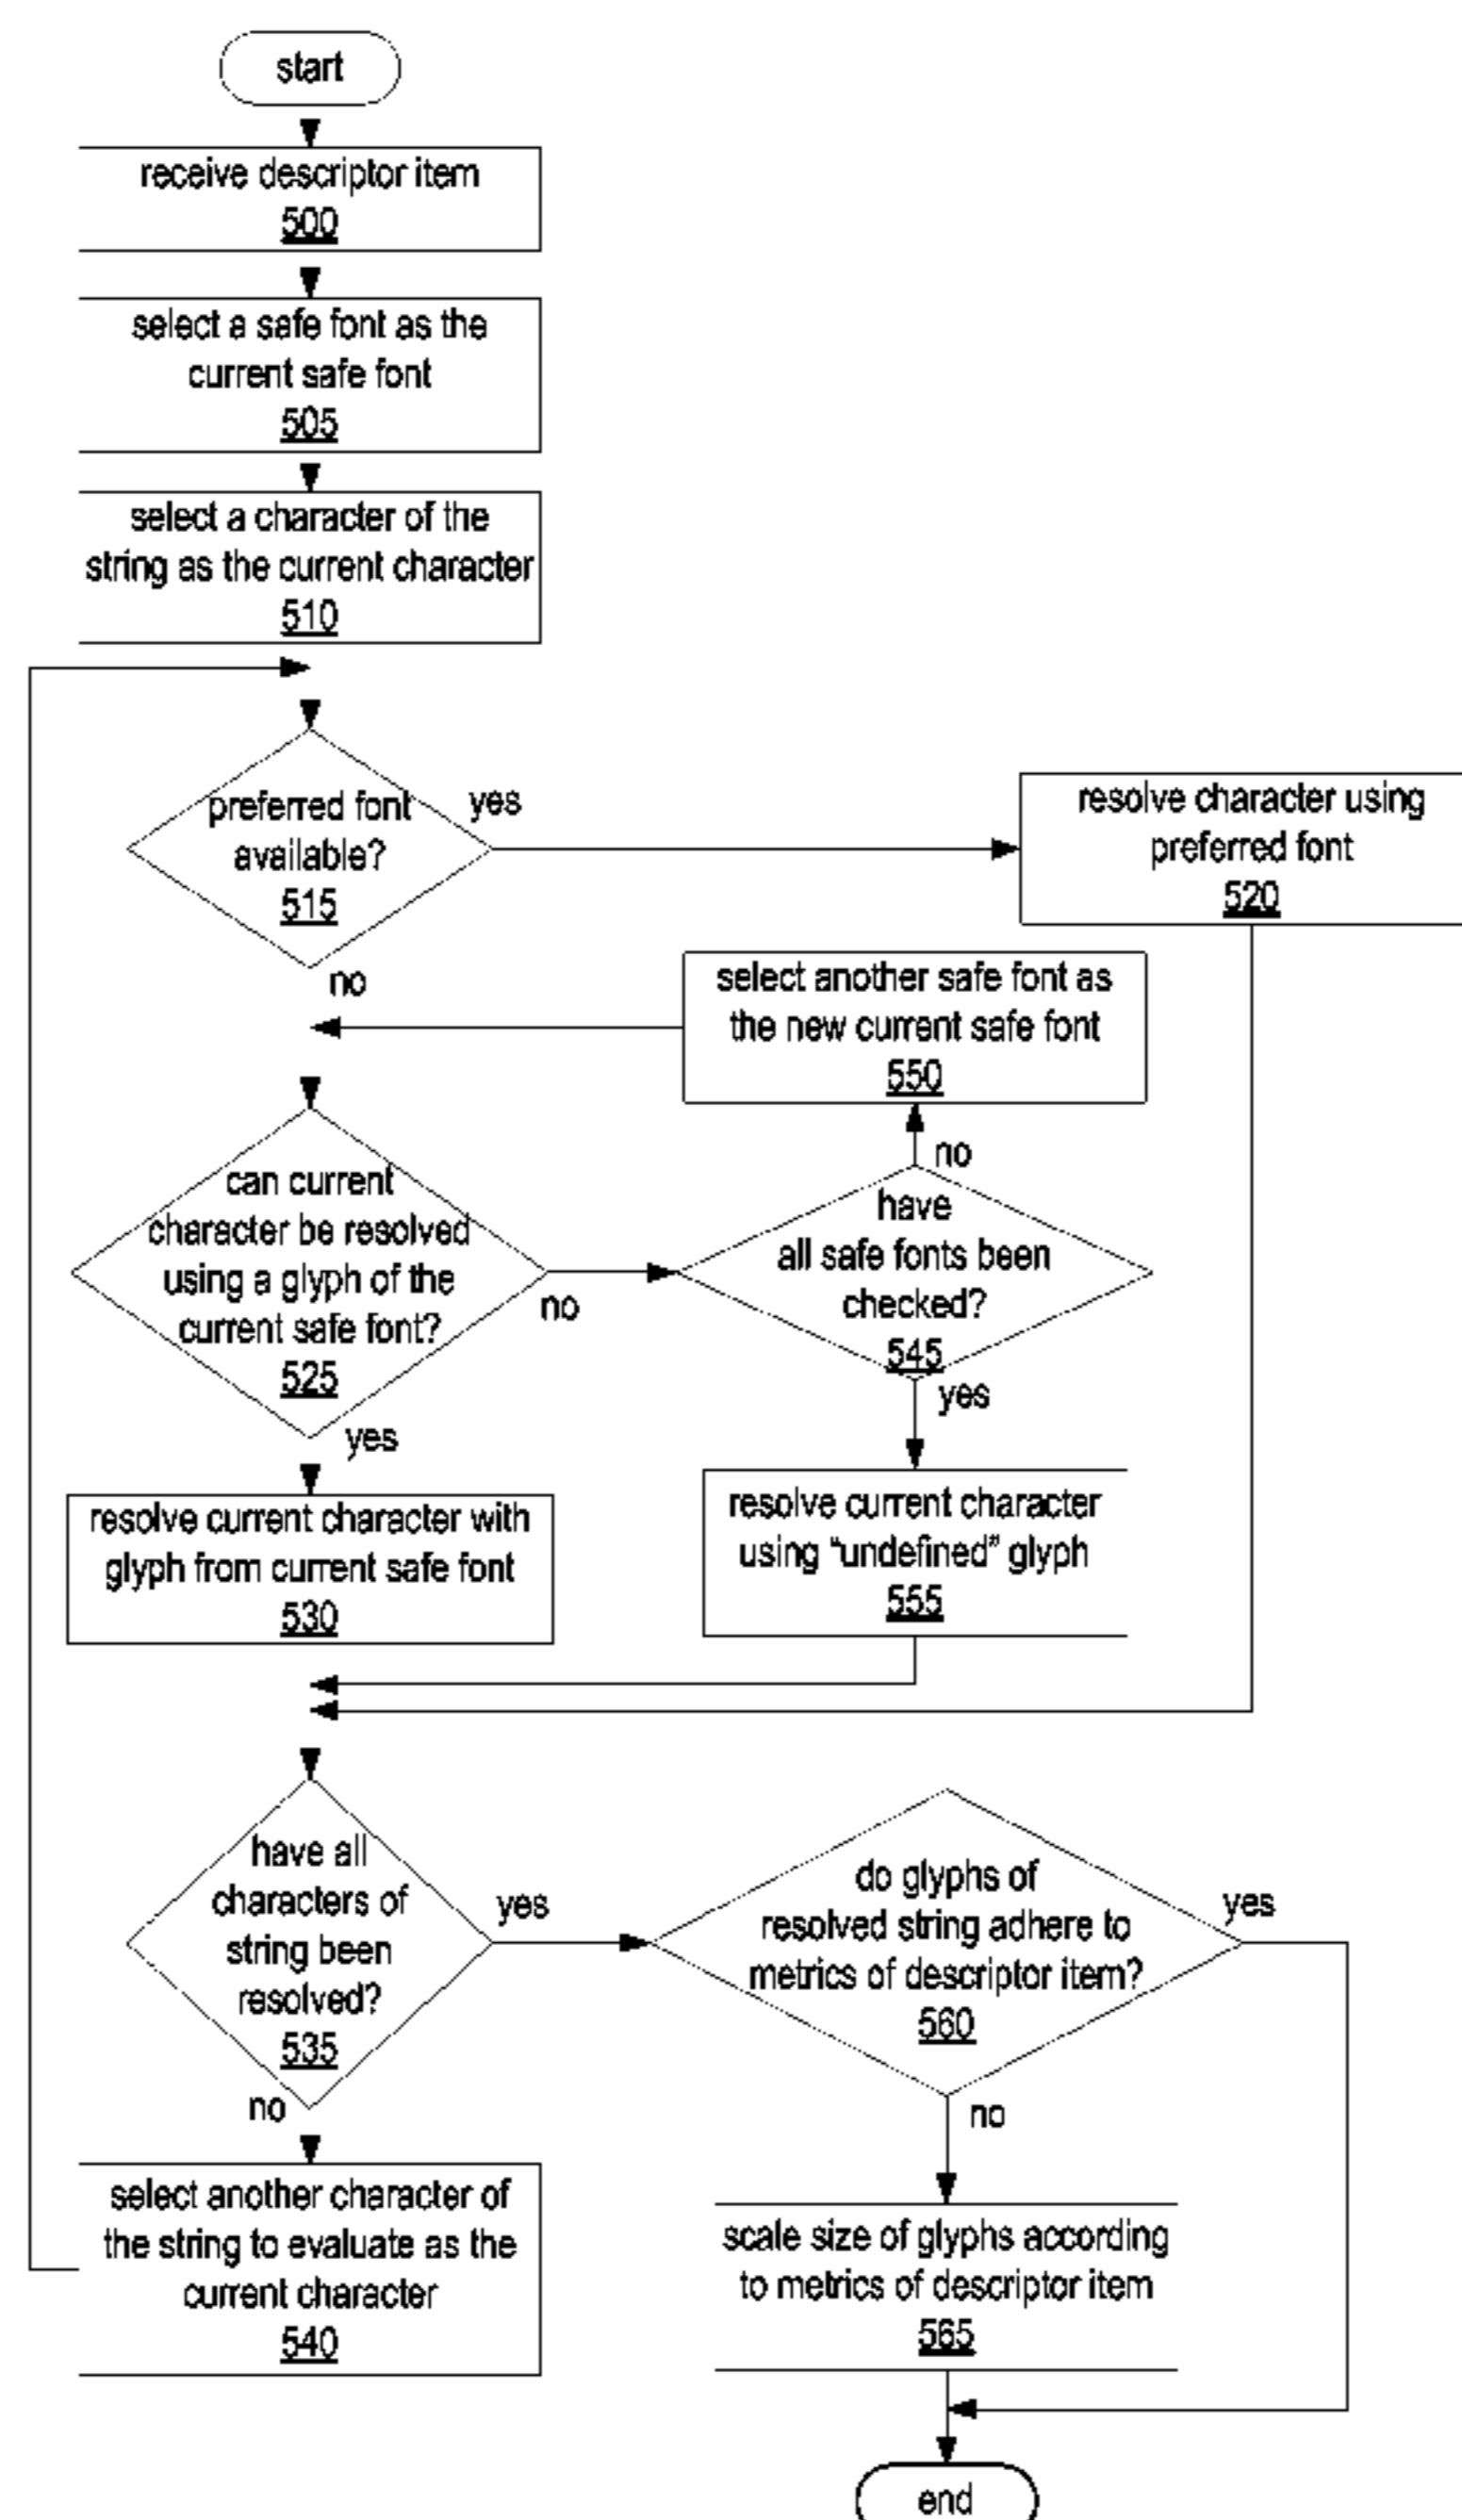 start
receive descriptor item
500
select a safe font as the
current safe font
505
select a character of the
string as the current character
510
preferred font
available?
515
yes
no
resolve character using
preferred font
520
select another safe font as
the new current safe font
550
no
can current
character be resolved
using a glyph of the
current safe font?
525
no
yes
have
all safe fonts been
checked?
545
yes
resolve current character with
glyph from current safe font
530
resolve current character
using “undefined” glyph
555
have all
characters of
string been
resolved?
535
yes
no
do glyphs of
resolved string adhere to
metrics of descriptor item?
560
yes
no
select another character of
the string to evaluate as the
current character
540
scale size of glyphs according
to metrics of descriptor item
565
end